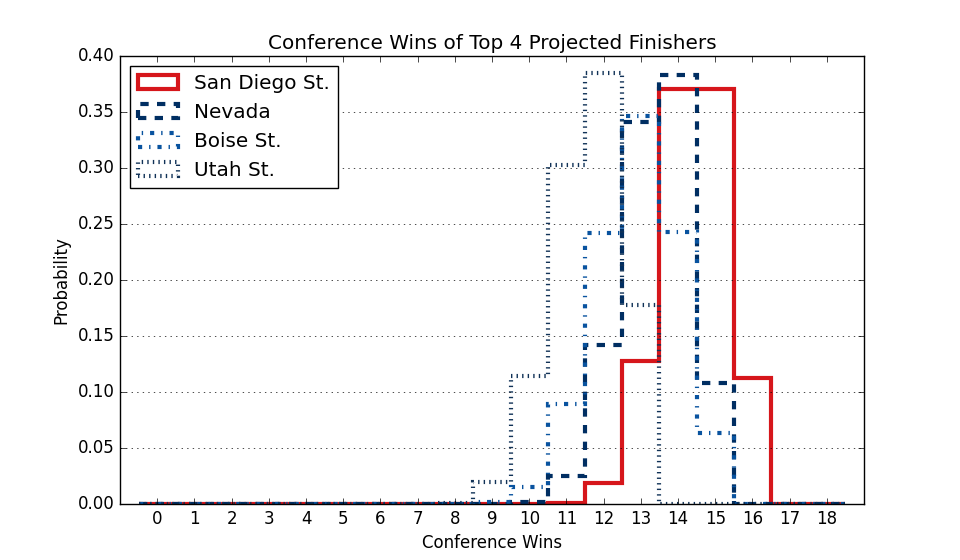 Conference Wins of Top 4 Projected Finishers
San Diego St.
Nevada
Boise St.
Utah St.
0.40
0.35
0.30
0.25
0.20
0.15
0.10
0.05
0.00
Probability
0 1 2 3 4 5 6 7 8 9 10 11 12 13 14 15 16 17 18
Conference Wins